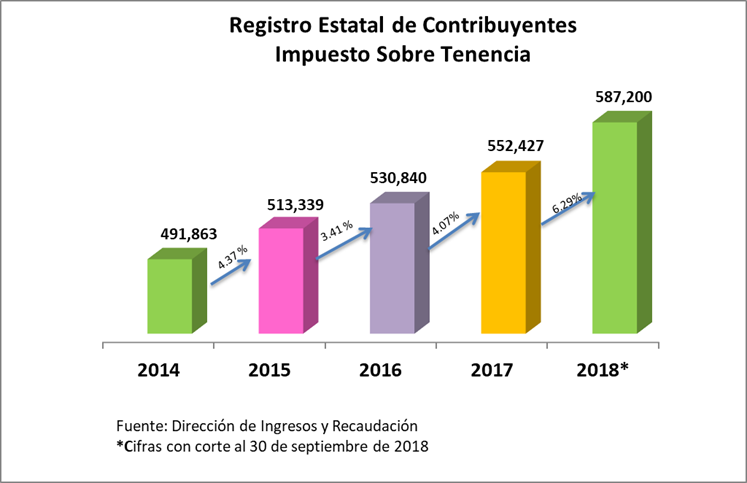 Registro Estatal de Contribuyentes
Impuesto Sobre Tenencia
587,200
552,427
530,840
513,339
491,863
4.37%
3.41%
4.07%
6.29%
2014 2015 2016 2017 2018*
Fuente: Dirección de Ingresos y Recaudación
*Cifras con corte al 30 de septiembre de 2018